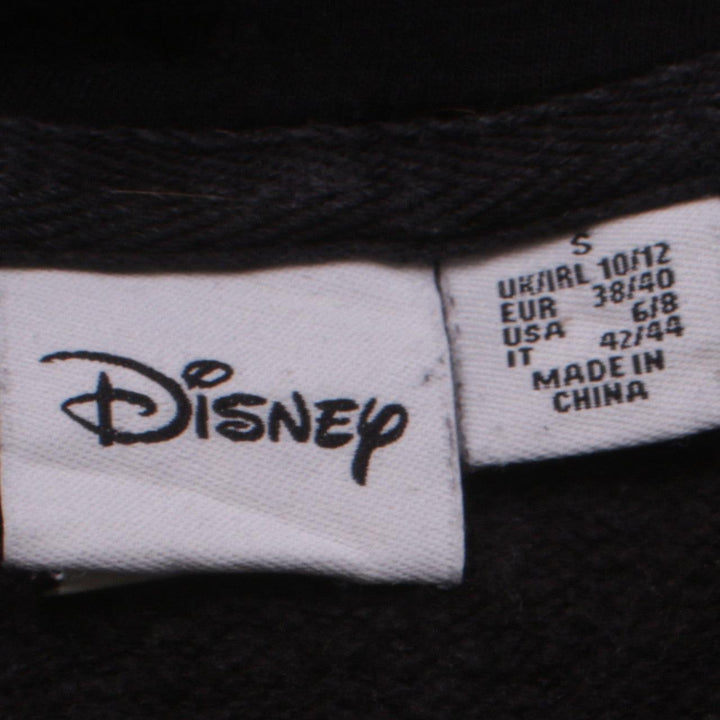 Disney
S
UK/IRL 10/12
EUR 38/40
USA 6/8
IT 42/44
MADE IN
CHINA